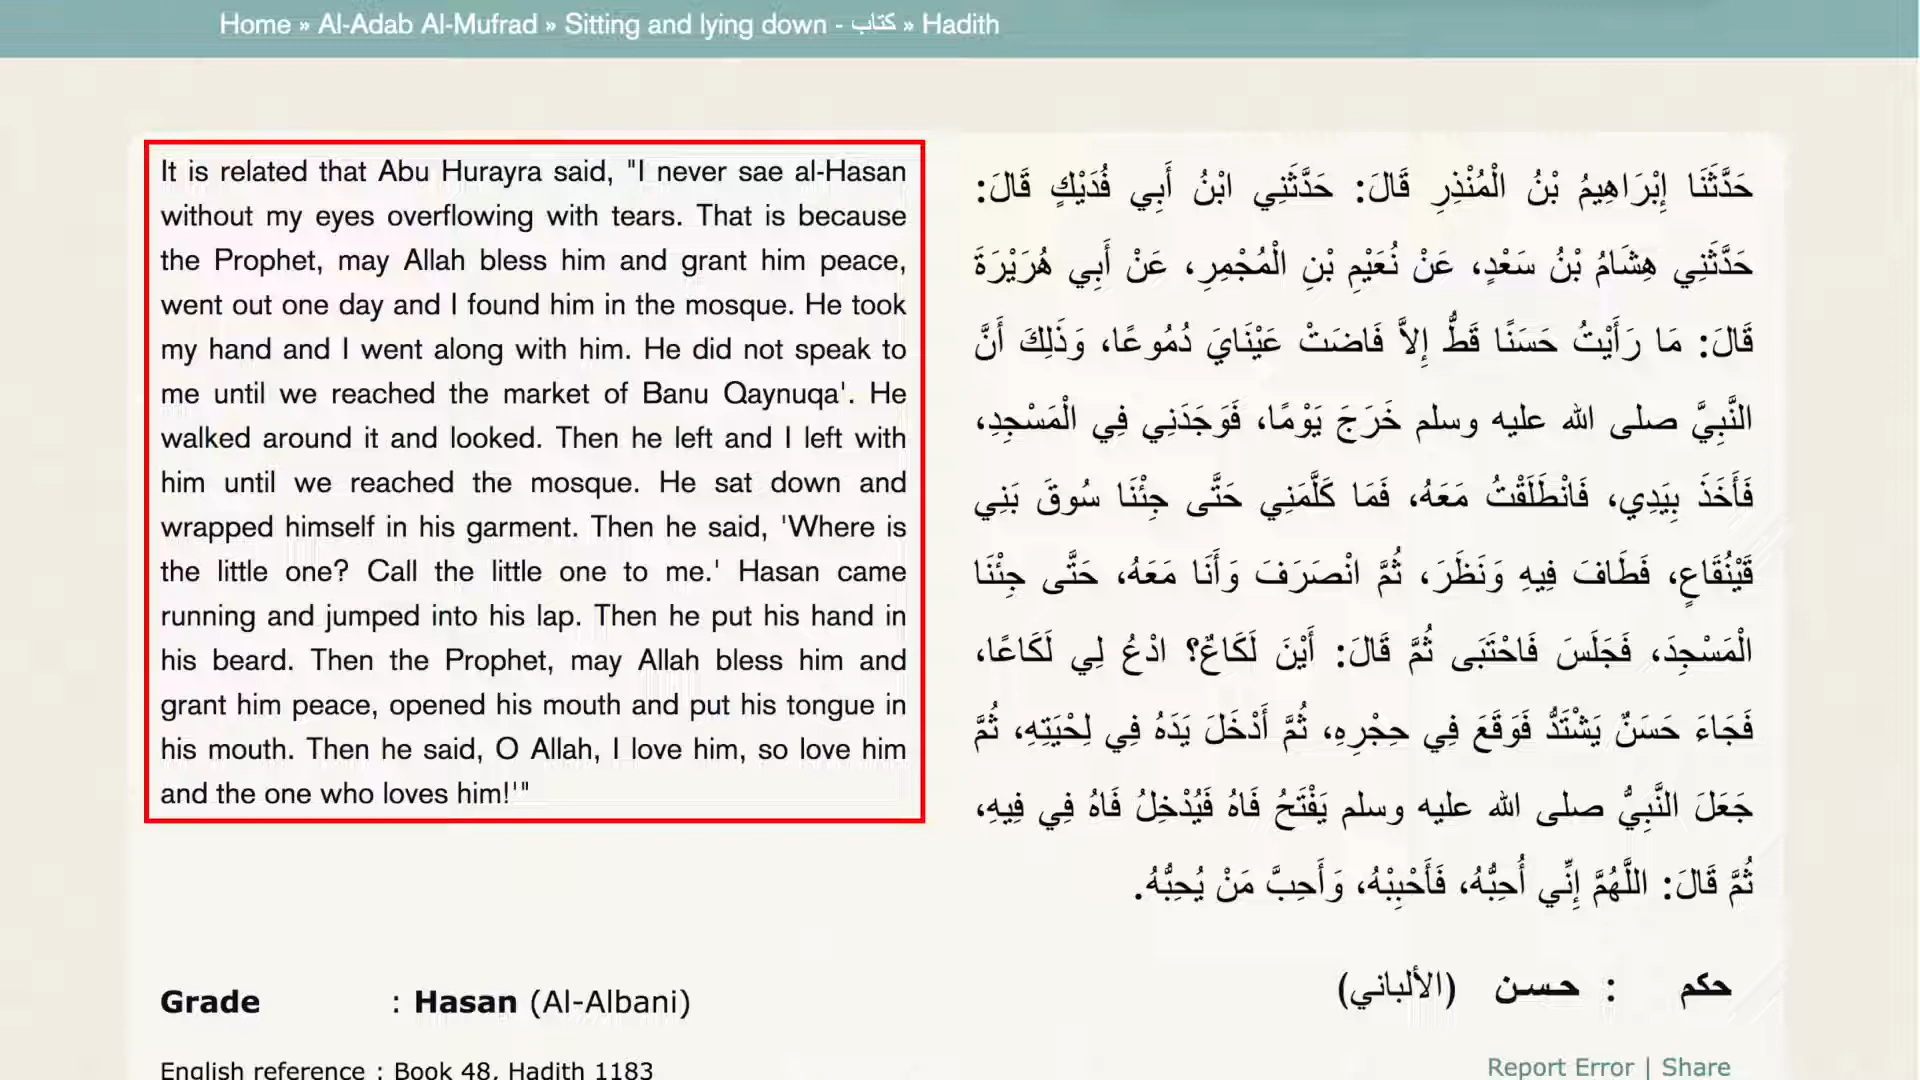 Home » Al-Adab Al-Mufrad » Sitting and lying down - كتاب » Hadith
It is related that Abu Hurayra said, "I never sae al-Hasan
without my eyes overflowing with tears. That is because
the Prophet, may Allah bless him and grant him peace,
went out one day and I found him in the mosque. He took
my hand and I went along with him. He did not speak to
me until we reached the market of Banu Qaynuqa'. He
walked around it and looked. Then he left and I left with
him until we reached the mosque. He sat down and
wrapped himself in his garment. Then he said, 'Where is
the little one? Call the little one to me.' Hasan came
running and jumped into his lap. Then he put his hand in
his beard. Then the Prophet, may Allah bless him and
grant him peace, opened his mouth and put his tongue in
his mouth. Then he said, O Allah, I love him, so love him
and the one who loves him!'"
حَدَّثَنَا إِبْرَاهِيمُ بْنُ الْمُنْذِرِ قَالَ: حَدَّثَنِي ابْنُ أَبِي فُدَيْكٍ قَالَ:
حَدَّثَنِي هِشَامُ بْنُ سَعْدٍ، عَنْ نُعَيْمِ بْنِ الْمُجْمِرِ، عَنْ أَبِي هُرَيْرَةَ
قَالَ: مَا رَأَيْتُ حَسَنًا قَطُّ إِلاَّ فَاضَتْ عَيْنَايَ دُمُوعًا، وَذَلِكَ أَنَّ
النَّبِيَّ صلى الله عليه وسلم خَرَجَ يَوْمًا، فَوَجَدَنِي فِي الْمَسْجِدِ،
فَأَخَذَ بِيَدِي، فَانْطَلَقْتُ مَعَهُ، فَمَا كَلَّمَنِي حَتَّى جِئْنَا سُوقَ بَنِي
قَيْنُقَاعٍ، فَطَافَ فِيهِ وَنَظَرَ، ثُمَّ انْصَرَفَ وَأَنَا مَعَهُ، حَتَّى جِئْنَا
الْمَسْجِدَ، فَجَلَسَ فَاحْتَبَى ثُمَّ قَالَ: أَيْنَ لَكَاعٌ؟ ادْعُ لِي لَكَاعًا،
فَجَاءَ حَسَنٌ يَشْتَدُّ فَوَقَعَ فِي حِجْرِهِ، ثُمَّ أَدْخَلَ يَدَهُ فِي لِحْيَتِهِ، ثُمَّ
جَعَلَ النَّبِيُّ صلى الله عليه وسلم يَفْتَحُ فَاهُ فَيُدْخِلُ فَاهُ فِي فِيهِ،
ثُمَّ قَالَ: اللَّهُمَّ إِنِّي أُحِبُّهُ، فَأَحْبِبْهُ، وَأَحِبَّ مَنْ يُحِبُّهُ.
Grade : Hasan (Al-Albani)
حكم : حسن (الألباني)
English reference : Book 48, Hadith 1183
Report Error | Share